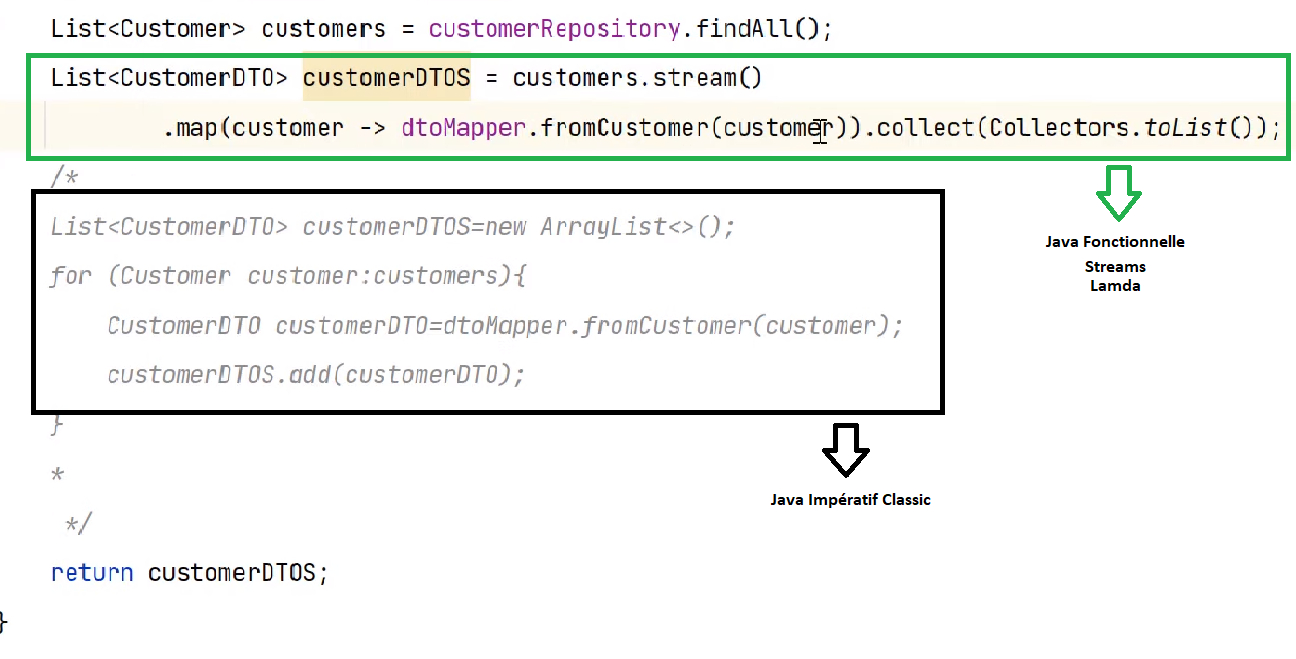 List<Customer> customers = customerRepository.findAll();
List<CustomerDTO> customerDTOS = customers.stream()
.map(customer -> dtoMapper.fromCustomer(customer)).collect(Collectors.toList());
/*
List<CustomerDTO> customerDTOS=new ArrayList<>();
for (Customer customer:customers){
CustomerDTO customerDTO=dtoMapper.fromCustomer(customer);
customerDTOS.add(customerDTO);
}
*
*/
return customerDTOS;
}
Java Fonctionnelle
Streams
Lamda
Java Impératif Classic